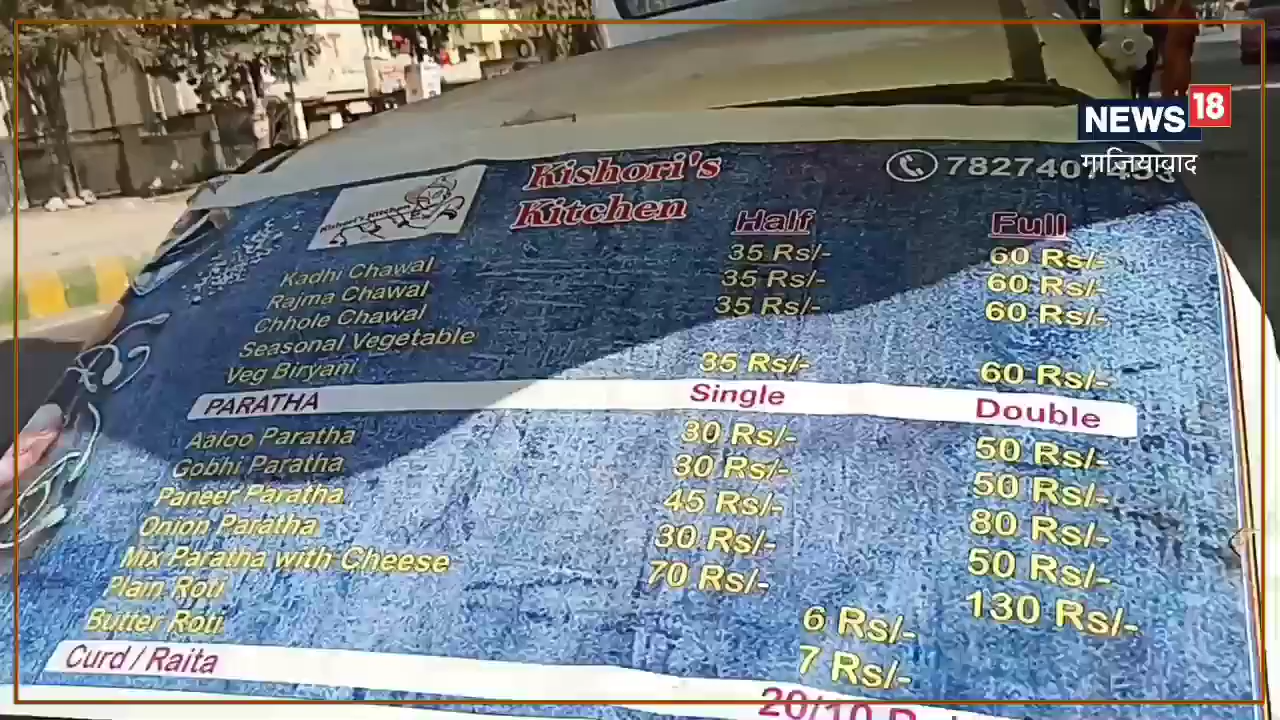 NEWS 18
गाज़ियाबाद
Kishori's
Kitchen
Half Full
Kadhi Chawal 35 Rs/- 60 Rs/-
Rajma Chawal 35 Rs/- 60 Rs/-
Chhole Chawal 35 Rs/- 60 Rs/-
Seasonal Vegetable
Veg Biryani 35 Rs/- 60 Rs/-
PARATHA Single Double
Aaloo Paratha 30 Rs/- 50 Rs/-
Gobhi Paratha 30 Rs/- 50 Rs/-
Paneer Paratha 45 Rs/- 80 Rs/-
Onion Paratha 30 Rs/- 50 Rs/-
Mix Paratha with Cheese 70 Rs/- 130 Rs/-
Plain Roti 6 Rs/-
Butter Roti 7 Rs/-
Curd / Raita 20/10